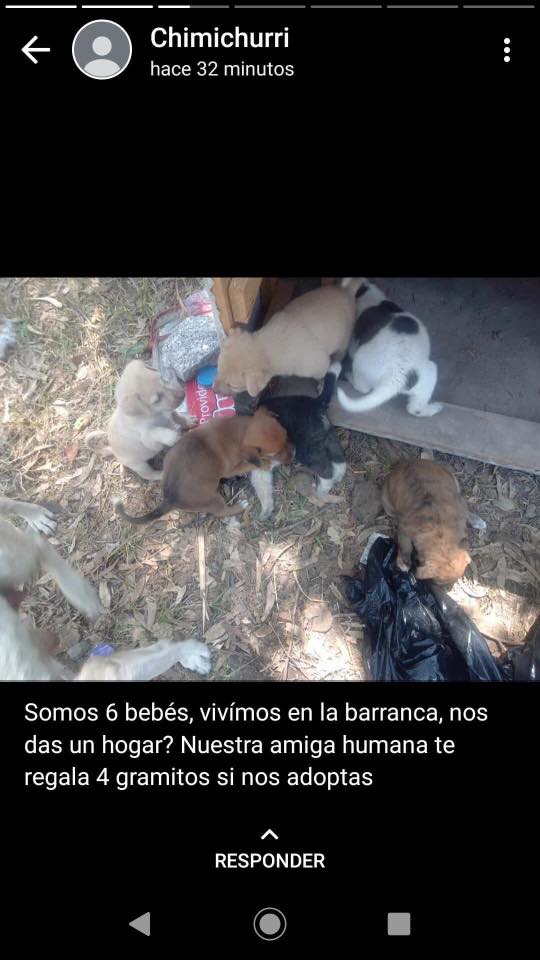 Chimichurri
hace 32 minutos
Provide
Somos 6 bebés, vivímos en la barranca, nos
das un hogar? Nuestra amiga humana te
regala 4 gramitos si nos adoptas
RESPONDER